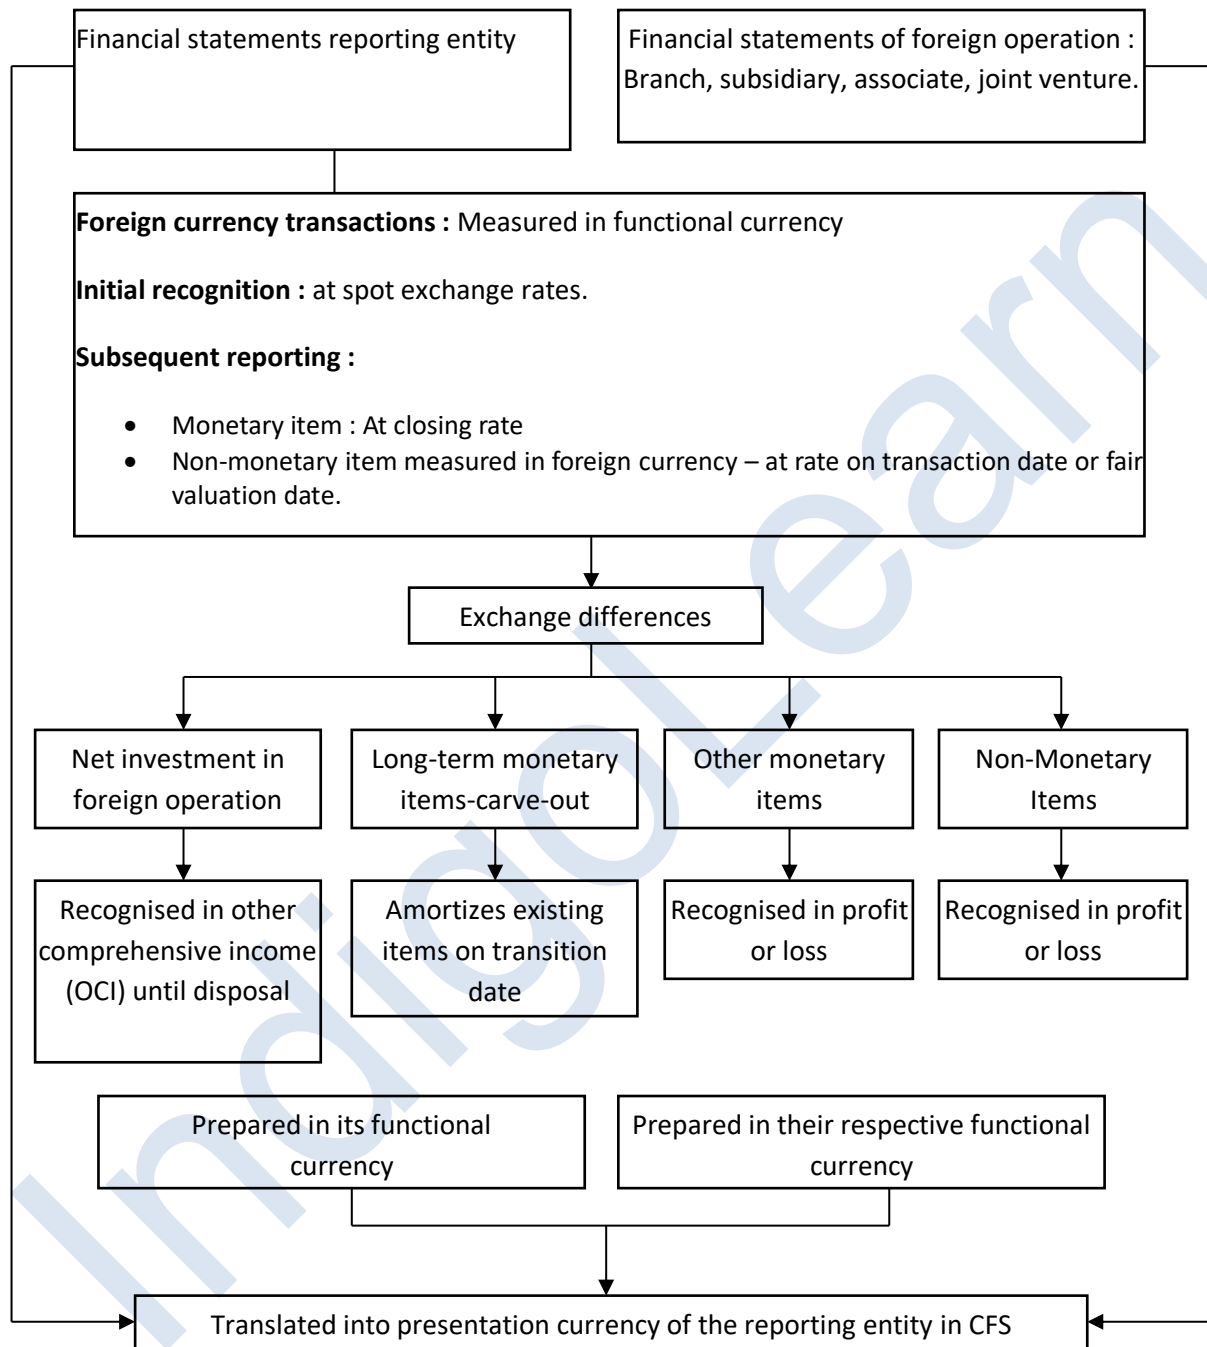 Financial statements reporting entity
Financial statements of foreign operation :
Branch, subsidiary, associate, joint venture.
Foreign currency transactions : Measured in functional currency
Initial recognition : at spot exchange rates.
Subsequent reporting :
• Monetary item : At closing rate
• Non-monetary item measured in foreign currency – at rate on transaction date or fair
valuation date.
Exchange differences
Net investment in
foreign operation
Long-term monetary
items-carve-out
Other monetary
items
Non-Monetary
Items
Recognised in other
comprehensive income
(OCI) until disposal
Amortizes existing
items on transition
date
Recognised in profit
or loss
Recognised in profit
or loss
Prepared in its functional
currency
Prepared in their respective functional
currency
Translated into presentation currency of the reporting entity in CFS
IndigoLearn